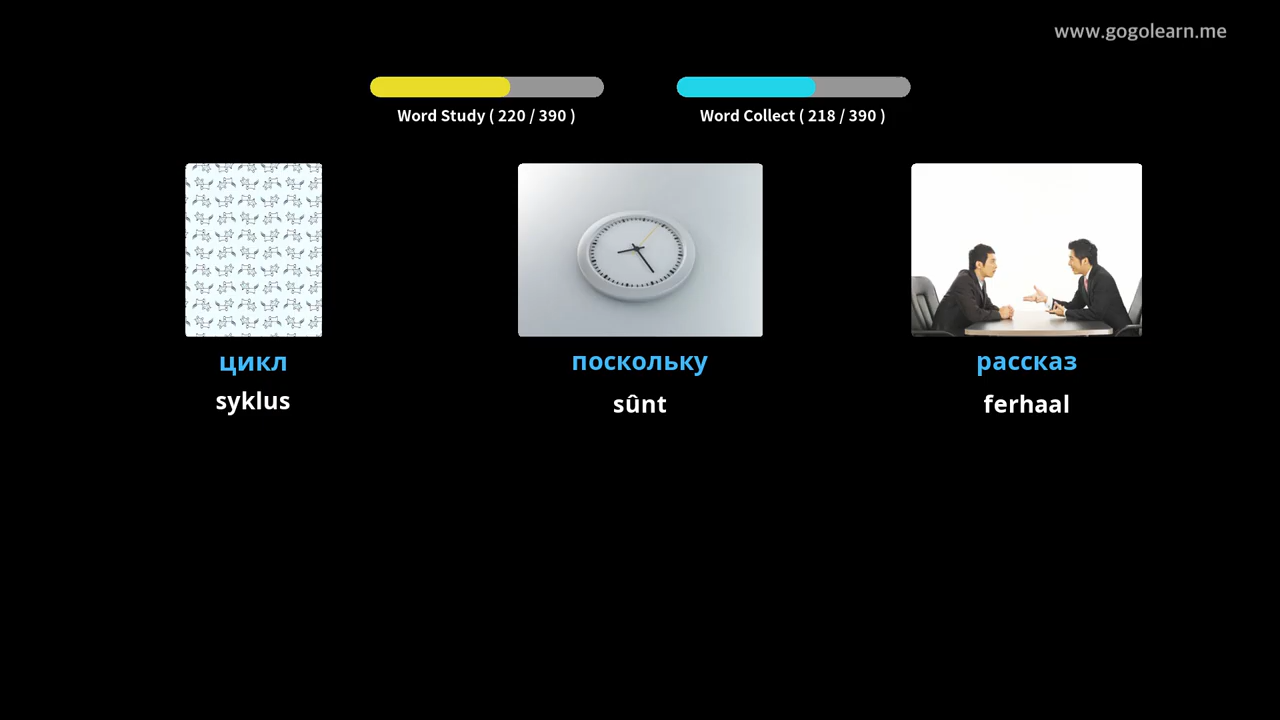 www.gogolearn.me
Word Study ( 220 / 390 )
Word Collect ( 218 / 390 )
цикл
поскольку
рассказ
syklus
sûnt
ferhaal